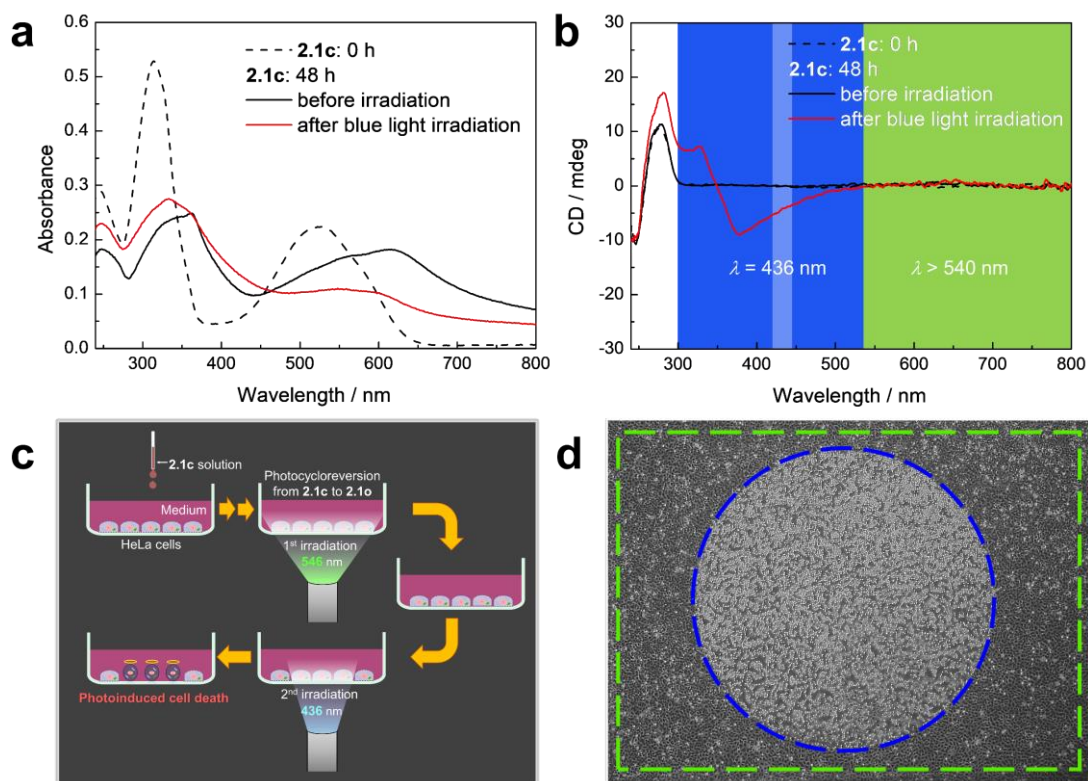 a
0.6
0.5
0.4
0.3
0.2
0.1
0.0
Absorbance
2.1c: 0 h
2.1c: 48 h
before irradiation
after blue light irradiation
300 400 500 600 700 800
Wavelength / nm
b
30
20
10
0
-10
-20
-30
CD / mdeg
2.1c: 0 h
2.1c: 48 h
before irradiation
after blue light irradiation
λ = 436 nm
λ > 540 nm
300 400 500 600 700 800
Wavelength / nm
c
2.1c solution
Medium
HeLa cells
Photocycloreversion
from 2.1c to 2.1o
1st irradiation
546 nm
Photoinduced cell death
2nd irradiation
436 nm
d